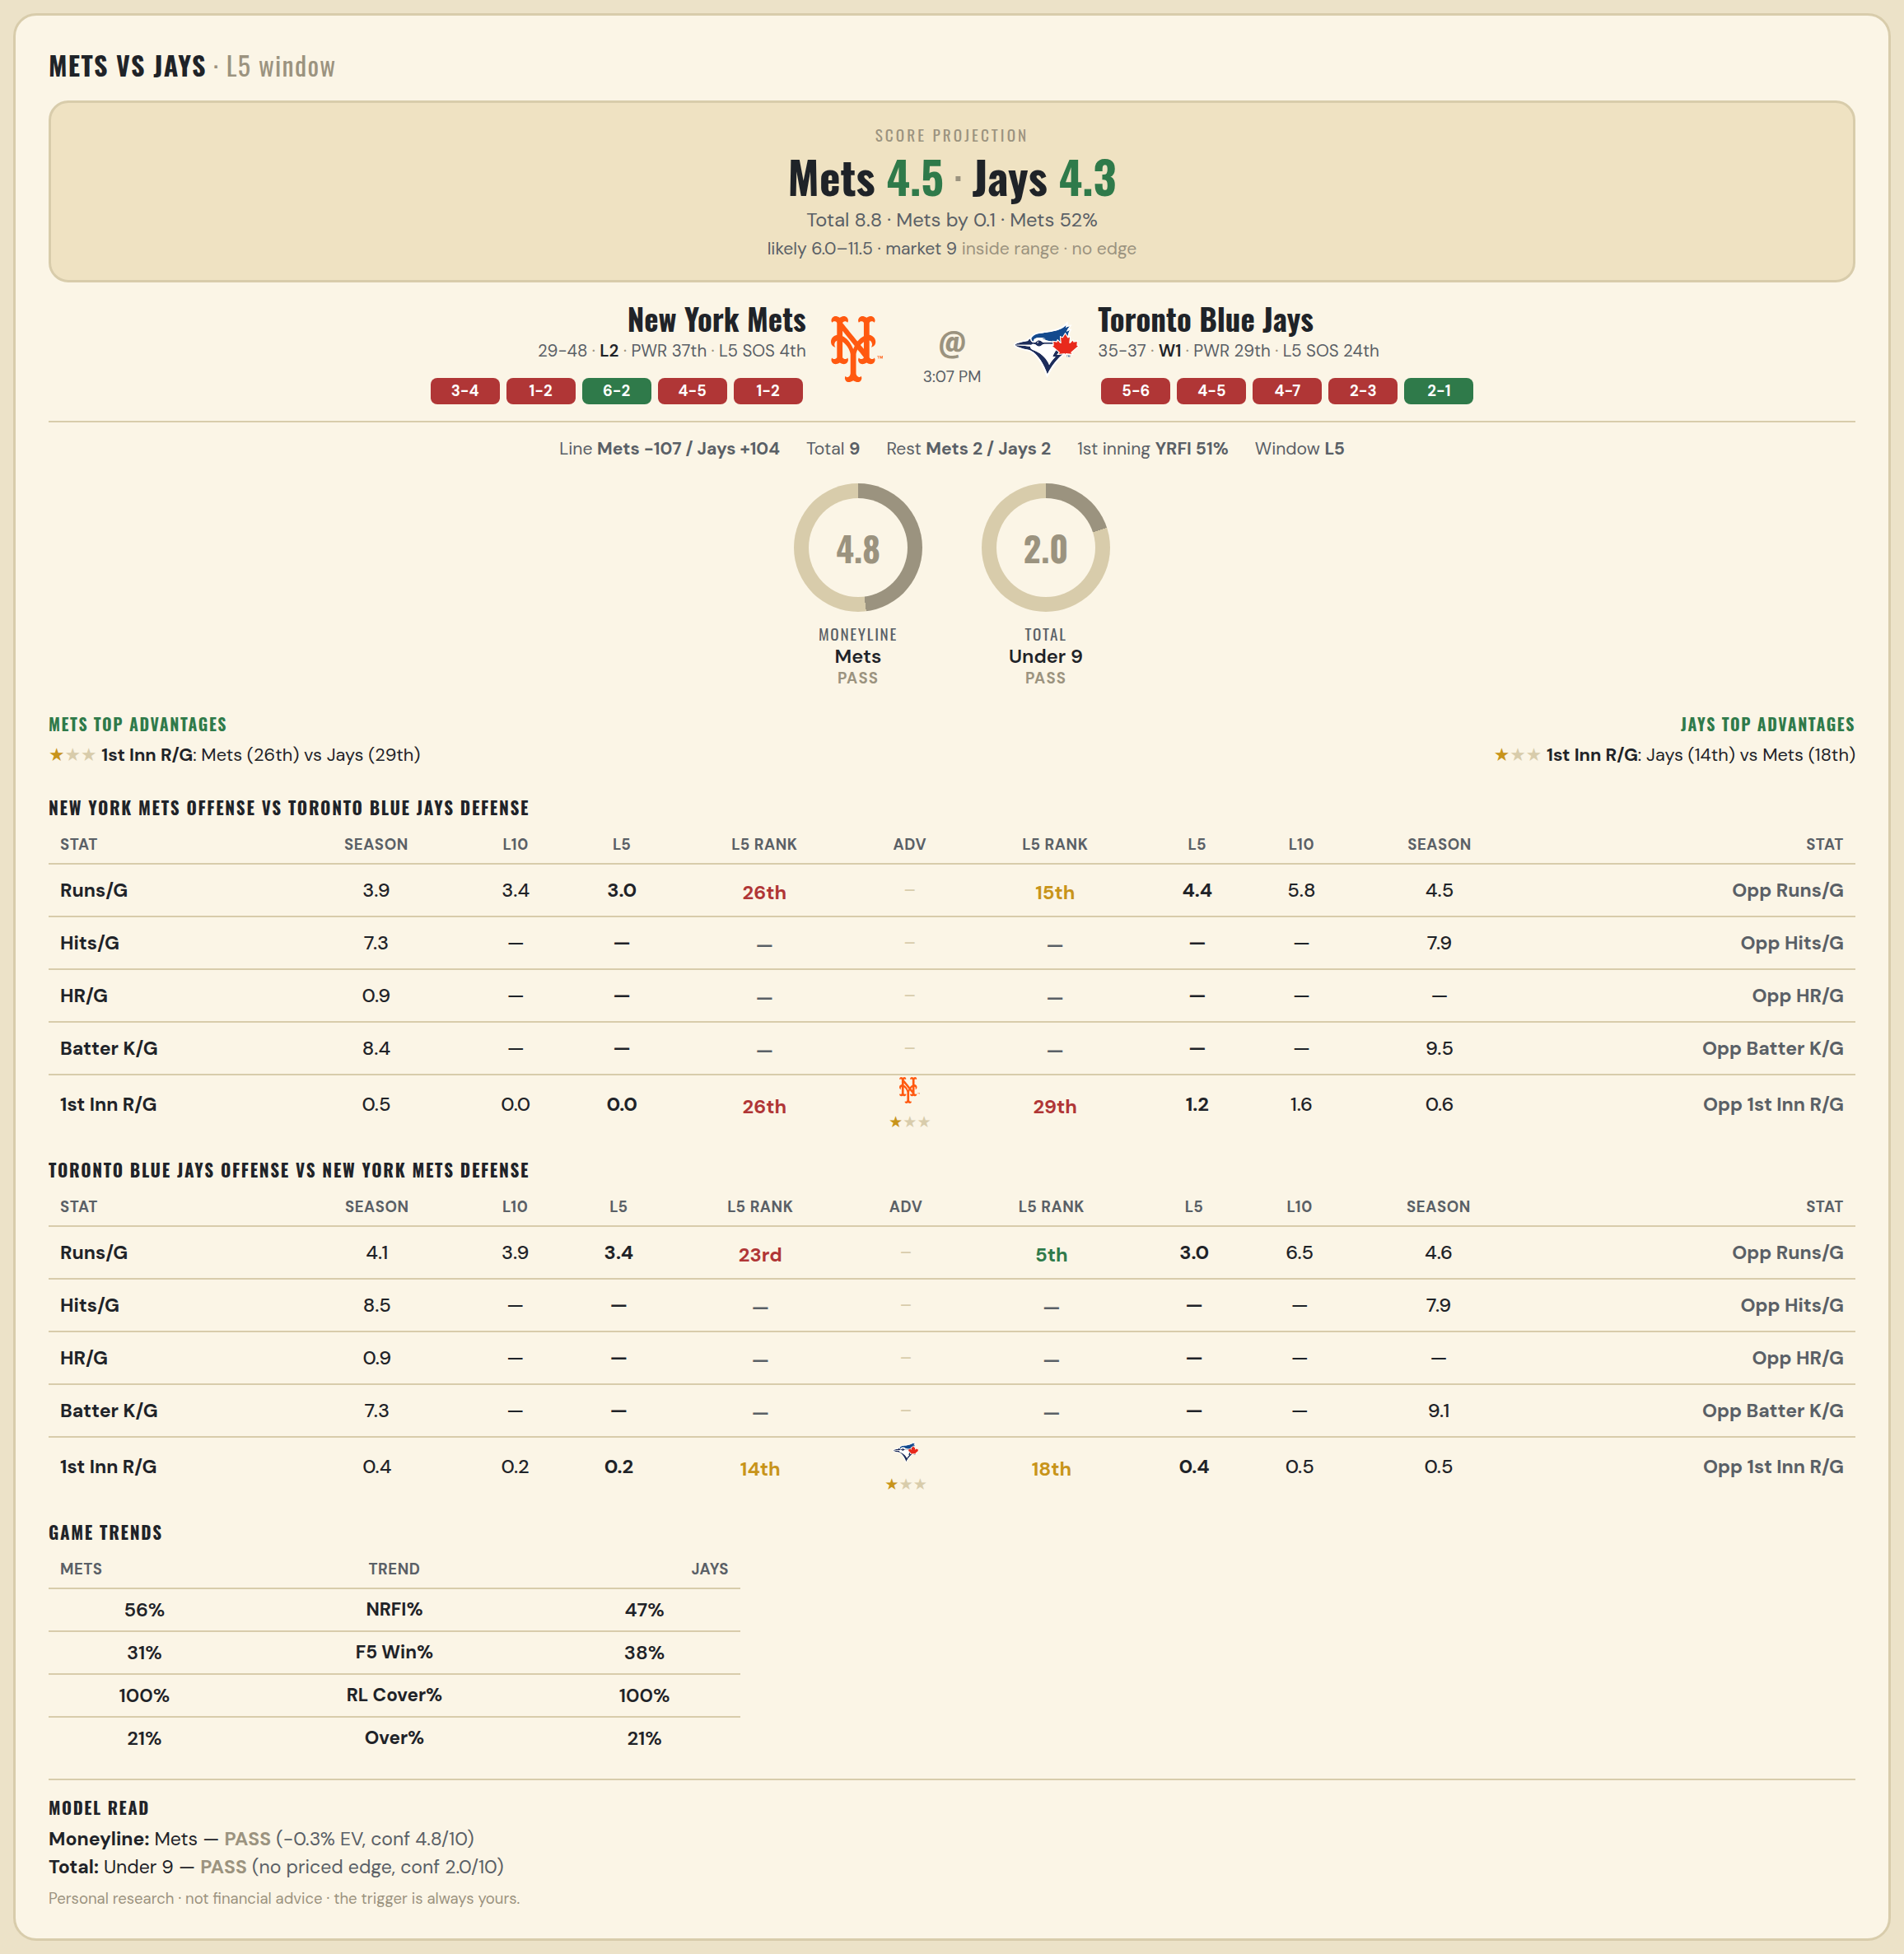 METS VS JAYS · L5 window
SCORE PROJECTION
Mets 4.5 · Jays 4.3
Total 8.8 · Mets by 0.1 · Mets 52%
likely 6.0–11.5 · market 9 inside range · no edge
New York Mets
29-48 · L2 · PWR 37th · L5 SOS 4th
3-4 1-2 6-2 4-5 1-2
NY
@
3:07 PM
Toronto Blue Jays
35-37 · W1 · PWR 29th · L5 SOS 24th
5-6 4-5 4-7 2-3 2-1
Line Mets -107 / Jays +104 Total 9 Rest Mets 2 / Jays 2 1st inning YRFI 51% Window L5
4.8
MONEYLINE
Mets
PASS
2.0
TOTAL
Under 9
PASS
METS TOP ADVANTAGES
★★★ 1st Inn R/G: Mets (26th) vs Jays (29th)
JAYS TOP ADVANTAGES
★★★ 1st Inn R/G: Jays (14th) vs Mets (18th)
NEW YORK METS OFFENSE VS TORONTO BLUE JAYS DEFENSE
STAT SEASON L10 L5 L5 RANK ADV L5 RANK L5 L10 SEASON STAT
Runs/G 3.9 3.4 3.0 26th — 15th 4.4 5.8 4.5 Opp Runs/G
Hits/G 7.3 — — — — — — — 7.9 Opp Hits/G
HR/G 0.9 — — — — — — — — Opp HR/G
Batter K/G 8.4 — — — — — — — 9.5 Opp Batter K/G
1st Inn R/G 0.5 0.0 0.0 26th NY ★★★ 29th 1.2 1.6 0.6 Opp 1st Inn R/G
TORONTO BLUE JAYS OFFENSE VS NEW YORK METS DEFENSE
STAT SEASON L10 L5 L5 RANK ADV L5 RANK L5 L10 SEASON STAT
Runs/G 4.1 3.9 3.4 23rd — 5th 3.0 6.5 4.6 Opp Runs/G
Hits/G 8.5 — — — — — — — 7.9 Opp Hits/G
HR/G 0.9 — — — — — — — — Opp HR/G
Batter K/G 7.3 — — — — — — — 9.1 Opp Batter K/G
1st Inn R/G 0.4 0.2 0.2 14th ★★★ 18th 0.4 0.5 0.5 Opp 1st Inn R/G
GAME TRENDS
METS TREND JAYS
56% NRFI% 47%
31% F5 Win% 38%
100% RL Cover% 100%
21% Over% 21%
MODEL READ
Moneyline: Mets — PASS (-0.3% EV, conf 4.8/10)
Total: Under 9 — PASS (no priced edge, conf 2.0/10)
Personal research · not financial advice · the trigger is always yours.